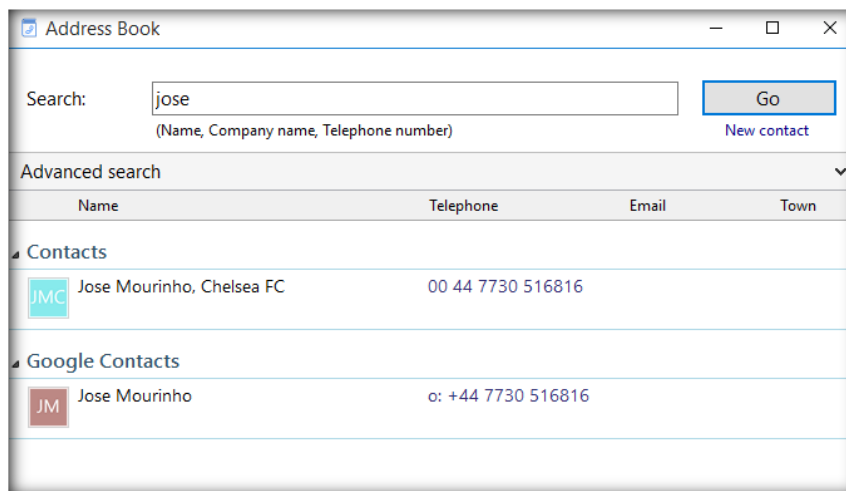 Address Book
Search: jose Go
(Name, Company name, Telephone number) New contact
Advanced search
Name Telephone Email Town
Contacts
JMC Jose Mourinho, Chelsea FC 00 44 7730 516816
Google Contacts
JM Jose Mourinho o: +44 7730 516816